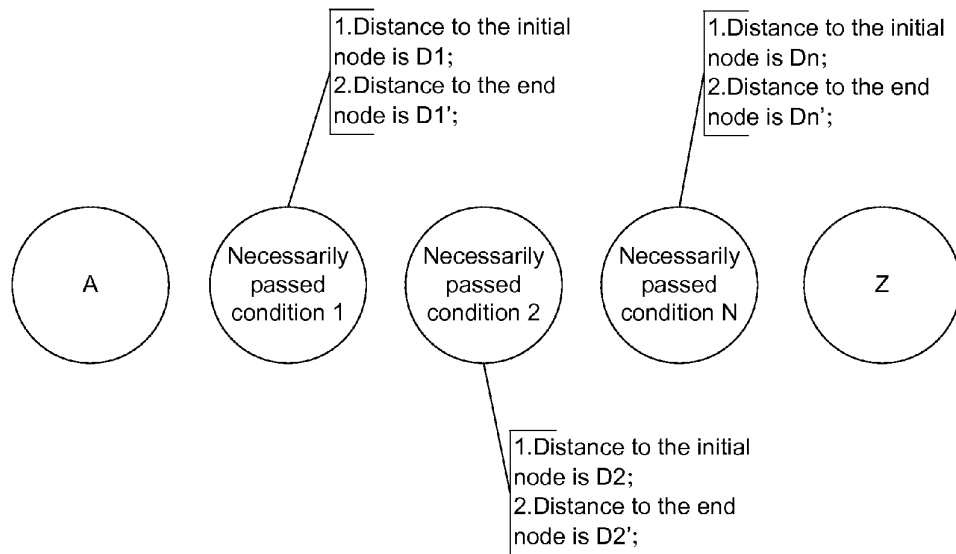 1.Distance to the initial
node is D1;
2.Distance to the end
node is D1’;
1.Distance to the initial
node is Dn;
2.Distance to the end
node is Dn’;
A
Necessarily
passed
condition 1
Necessarily
passed
condition 2
Necessarily
passed
condition N
Z
1.Distance to the initial
node is D2;
2.Distance to the end
node is D2’;